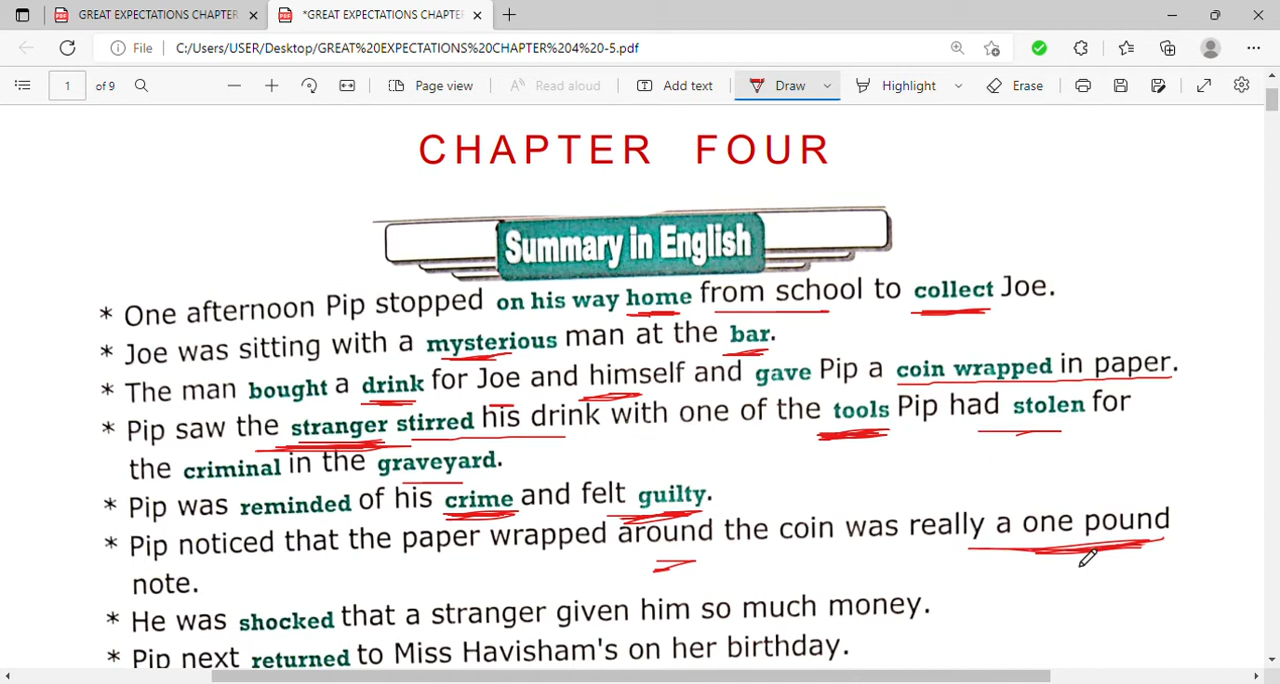 GREAT EXPECTATIONS CHAPTER
*GREAT EXPECTATIONS CHAPTE
File
C:/Users/USER/Desktop/GREAT%20EXPECTATIONS%20CHAPTER%204%20-5.pdf
1 of 9
Page view
Read aloud
Add text
Draw
Highlight
Erase
CHAPTER FOUR
Summary in English
* One afternoon Pip stopped on his way home from school to collect Joe.
* Joe was sitting with a mysterious man at the bar.
* The man bought a drink for Joe and himself and gave Pip a coin wrapped in paper.
* Pip saw the stranger stirred his drink with one of the tools Pip had stolen for
the criminal in the graveyard.
* Pip was reminded of his crime and felt guilty.
* Pip noticed that the paper wrapped around the coin was really a one pound
note.
* He was shocked that a stranger given him so much money.
* Pip next returned to Miss Havisham's on her birthday.